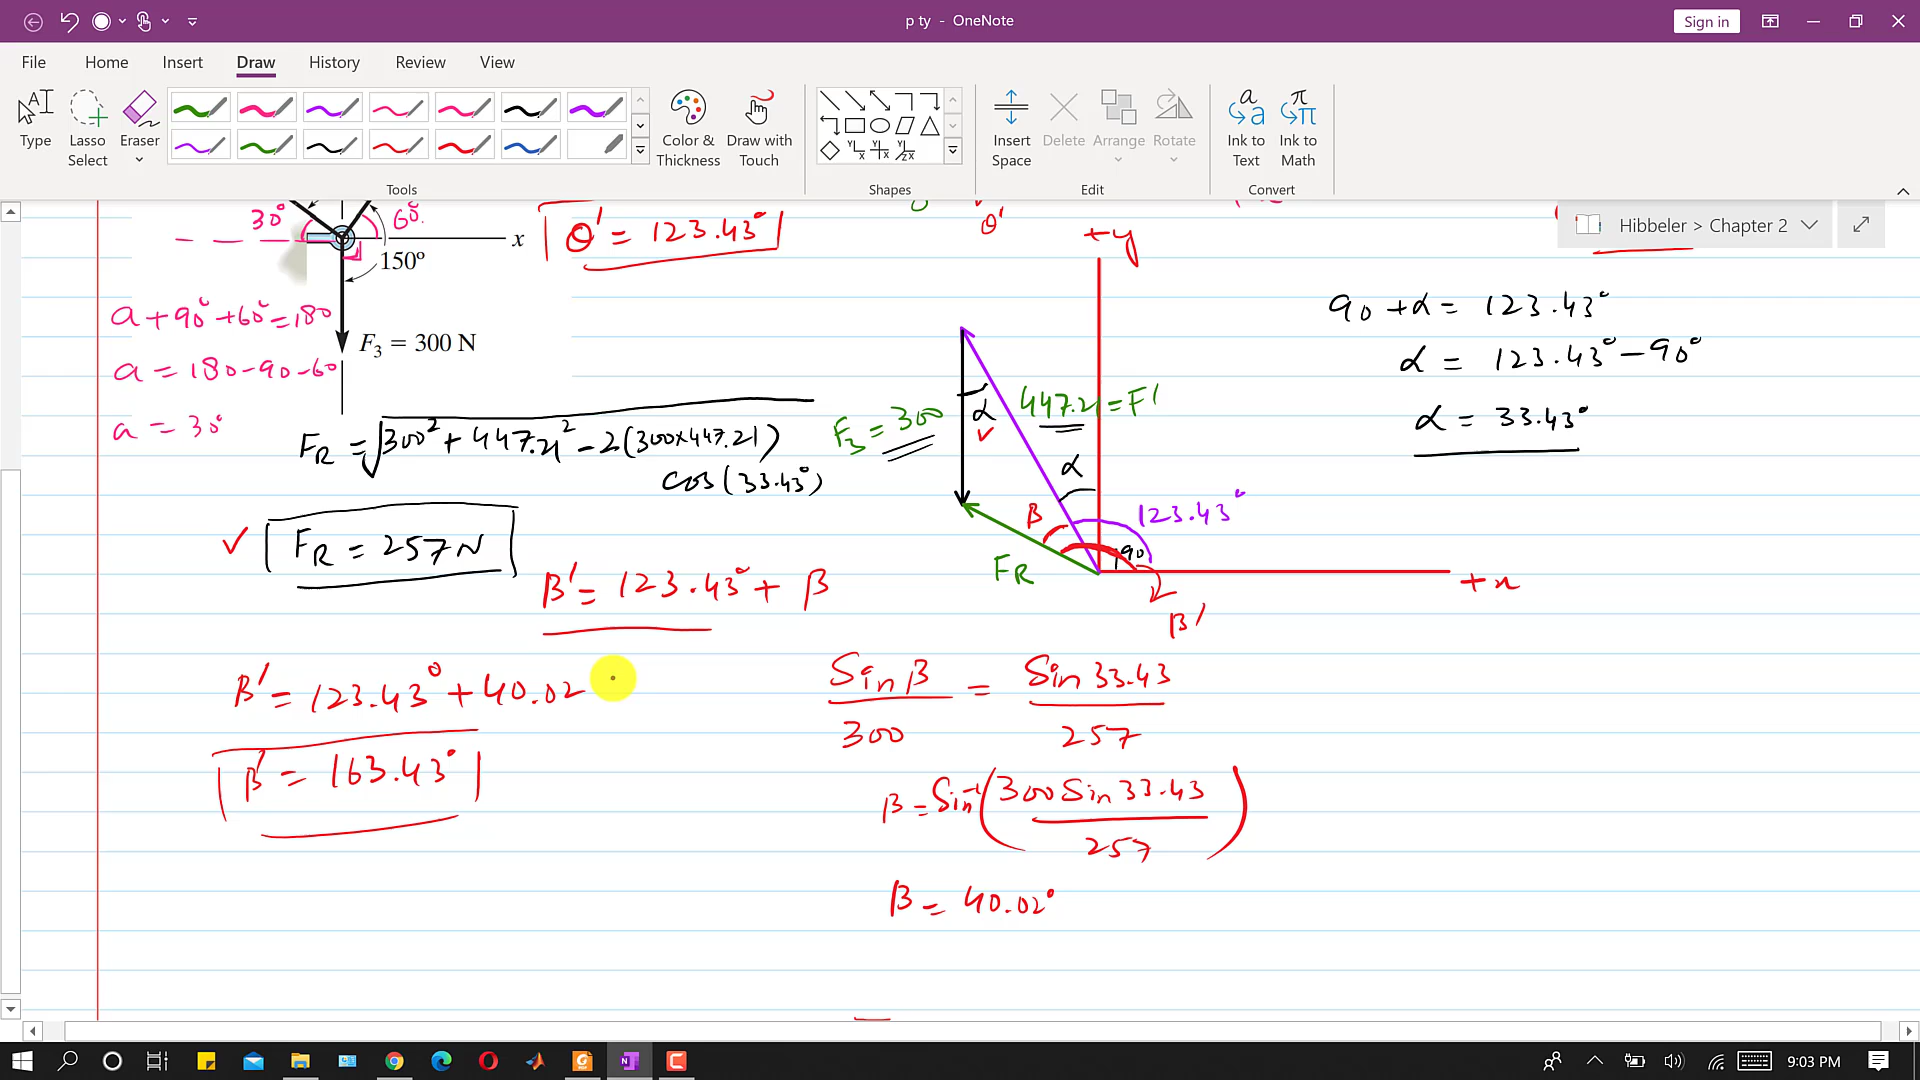 p ty - OneNote
Sign in
File Home Insert Draw History Review View
Type
Lasso Select
Eraser
Color & Thickness
Draw with Touch
Insert Space
Delete
Arrange
Rotate
Ink to Text
Ink to Math
Tools
Shapes
Edit
Convert
Hibbeler > Chapter 2
30°
60°
x
150°
F3 = 300 N
θ' = 123.43°
θ'
+y
a + 90° + 60° = 180
a = 180 - 90 - 60
a = 30°
90 + α = 123.43°
α = 123.43° - 90°
α = 33.43°
F3 = 300
α
447.21 = F'
α
β
123.43°
90
FR
+x
β'
FR = √300² + 447.21² - 2(300×447.21)
cos(33.43°)
FR = 257N
β' = 123.43° + β
β' = 123.43° + 40.02
β' = 163.43°
Sin β / 300 = Sin 33.43 / 257
β = Sin⁻¹(300 Sin 33.43 / 257)
β = 40.02°
9:03 PM